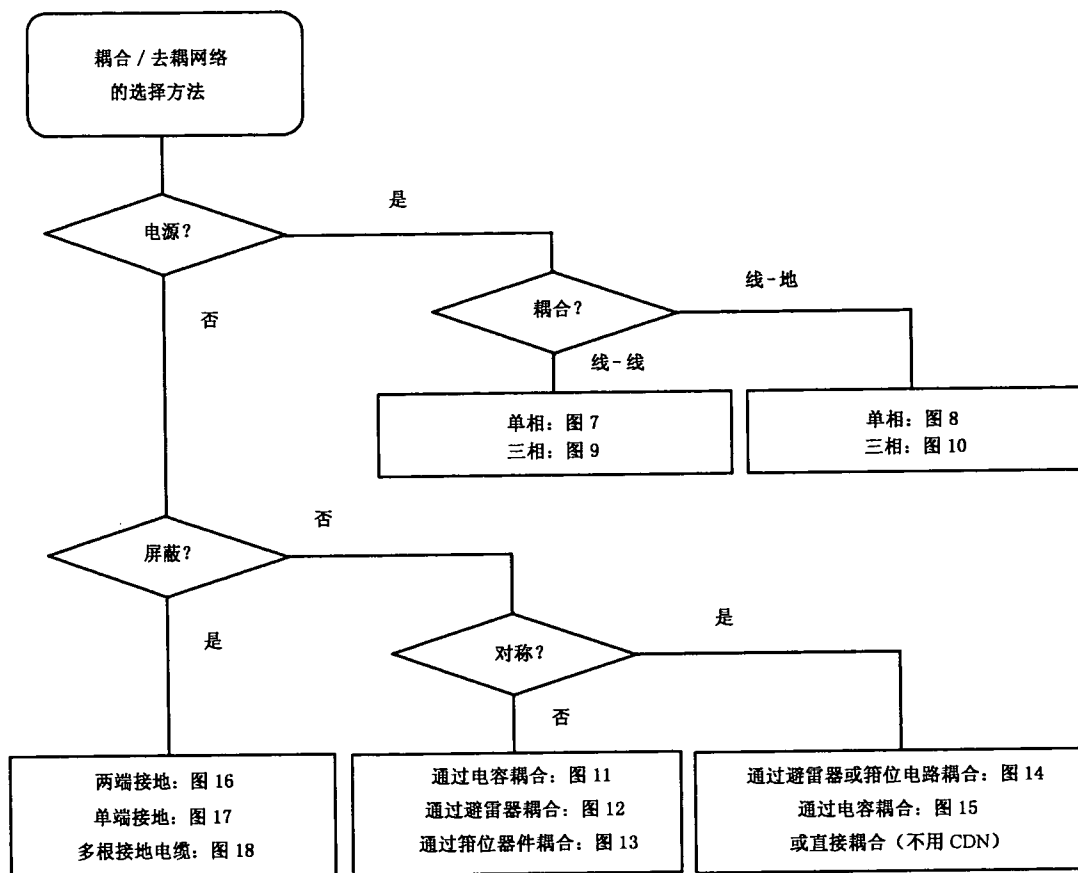 耦合/去耦网络
的选择方法
电源?
是
否
耦合?
线-地
线-线
单相:图 7
三相:图 9
单相:图 8
三相:图 10
屏蔽?
否
是
对称?
是
否
两端接地:图 16
单端接地:图 17
多根接地电缆:图 18
通过电容耦合:图 11
通过避雷器耦合:图 12
通过箝位器件耦合:图 13
通过避雷器或箝位电路耦合:图 14
通过电容耦合:图 15
或直接耦合(不用 CDN)